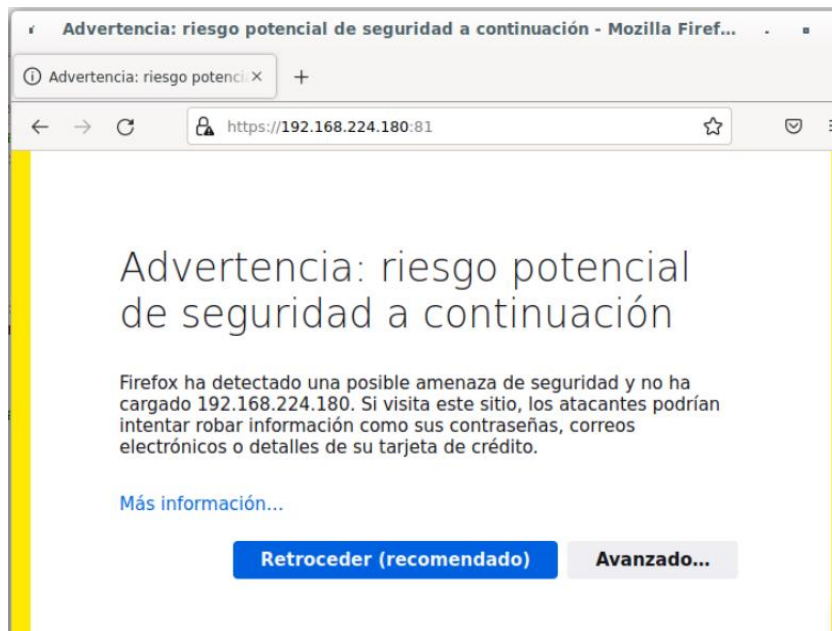 Advertencia: riesgo potencial de seguridad a continuación - Mozilla Firef...
Advertencia: riesgo potenci
https://192.168.224.180:81
Advertencia: riesgo potencial
de seguridad a continuación
Firefox ha detectado una posible amenaza de seguridad y no ha
cargado 192.168.224.180. Si visita este sitio, los atacantes podrían
intentar robar información como sus contraseñas, correos
electrónicos o detalles de su tarjeta de crédito.
Más información...
Retroceder (recomendado) Avanzado...